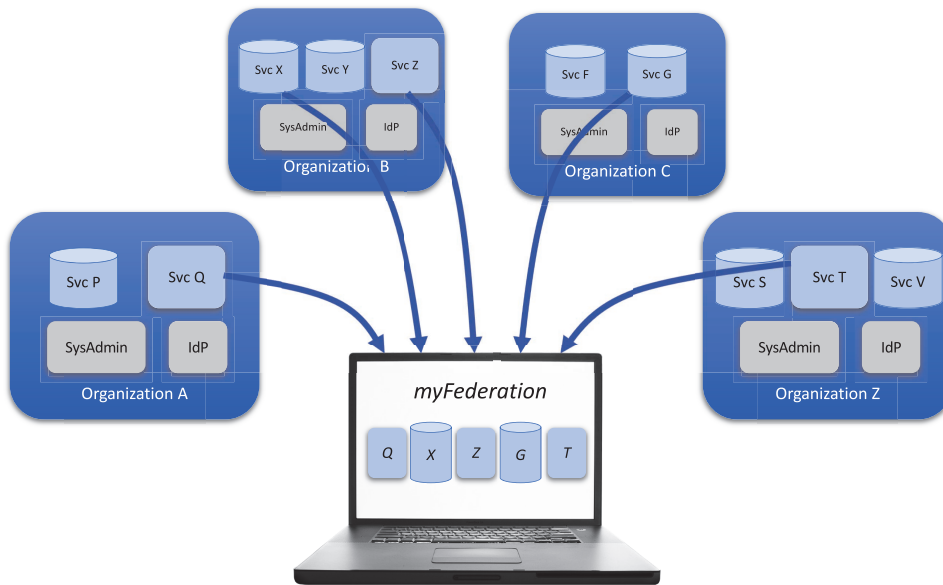 Svc X
Svc Y
Svc Z
SysAdmin
IdP
Organization B
Svc F
Svc G
SysAdmin
IdP
Organization C
Svc P
Svc Q
SysAdmin
IdP
Organization A
Svc S
Svc T
Svc V
SysAdmin
IdP
Organization Z
myFederation
Q
X
Z
G
T